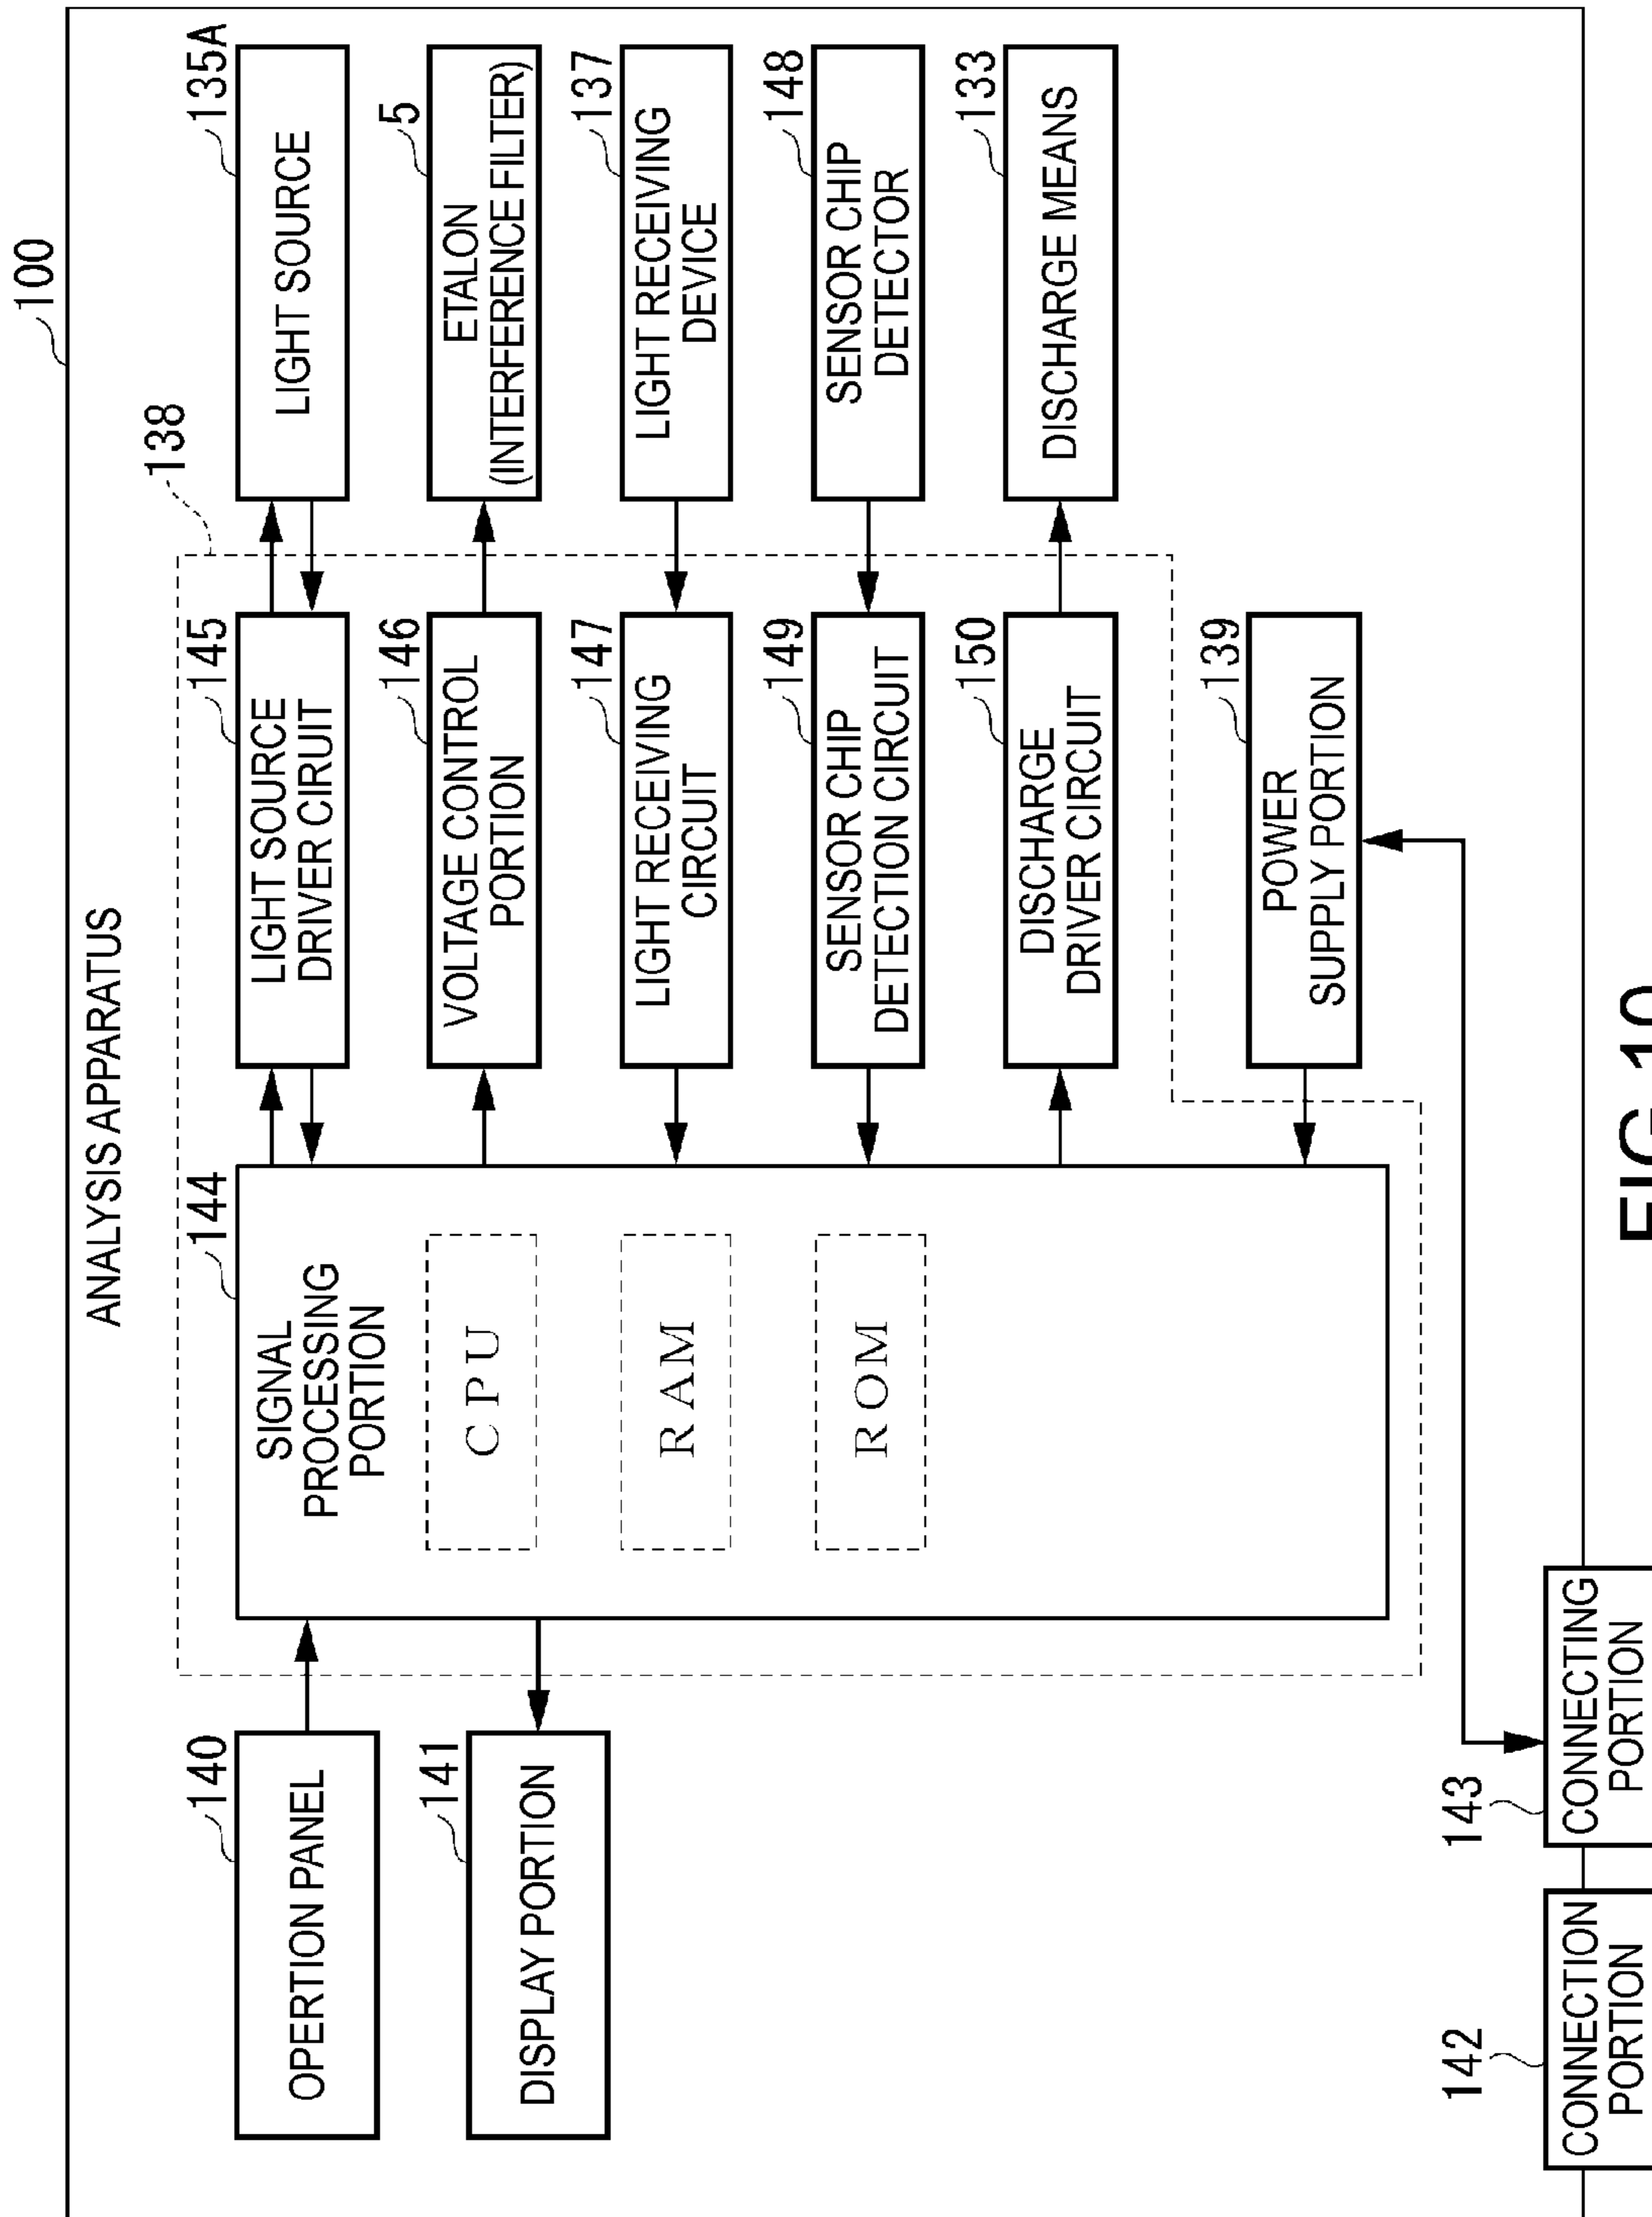 100
ANALYSIS APPARATUS
138
140
OPERTION PANEL
141
DISPLAY PORTION
144
SIGNAL
PROCESSING
PORTION
CPU
RAM
ROM
145
LIGHT SOURCE
DRIVER CIRUIT
135A
LIGHT SOURCE
146
VOLTAGE CONTROL
PORTION
5
ETALON
(INTERFERENCE FILTER)
147
LIGHT RECEIVING
CIRCUIT
137
LIGHT RECEIVING
DEVICE
149
SENSOR CHIP
DETECTION CIRCUIT
148
SENSOR CHIP
DETECTOR
150
DISCHARGE
DRIVER CIRCUIT
133
DISCHARGE MEANS
139
POWER
SUPPLY PORTION
142
CONNECTION
PORTION
143
CONNECTING
PORTION
FIG